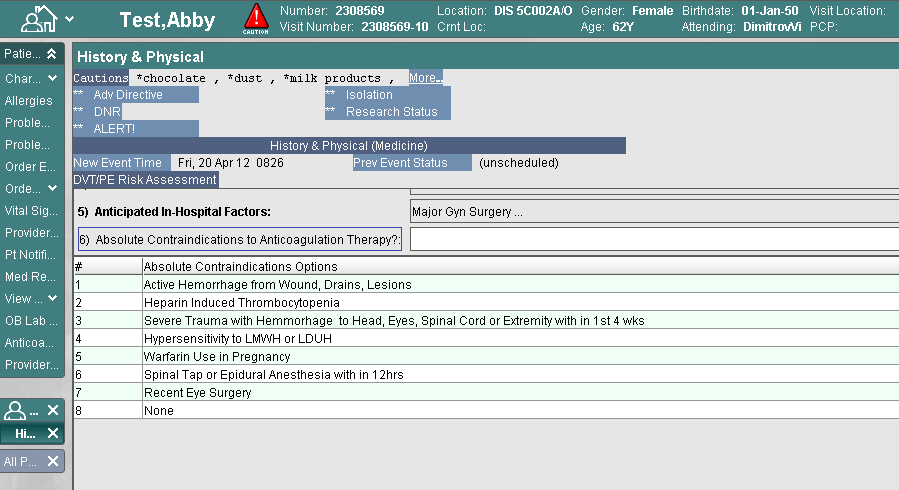 Test,Abby
CAUTION
Number: 2308569
Visit Number: 2308569-10
Location: DIS 5C002A/O
Crnt Loc:
Gender: Female
Age: 62Y
Birthdate: 01-Jan-50
Attending: DimitrovVi
Visit Location:
PCP:
Patie...
Char...
Allergies
Proble...
Proble...
Order E...
Orde...
Vital Sig...
Provider...
Pt Notifi...
Med Re...
View ...
OB Lab ...
Anticoa...
Provider...
...
Hi...
All P...
History & Physical
Cautions *chocolate , *dust , *milk products , More..
** Adv Directive ** Isolation
** DNR ** Research Status
** ALERT!
History & Physical (Medicine)
New Event Time Fri, 20 Apr 12 0826 Prev Event Status (unscheduled)
DVT/PE Risk Assessment
5) Anticipated In-Hospital Factors: Major Gyn Surgery ...
6) Absolute Contraindications to Anticoagulation Therapy?:
# Absolute Contraindications Options
1 Active Hemorrhage from Wound, Drains, Lesions
2 Heparin Induced Thrombocytopenia
3 Severe Trauma with Hemmorhage to Head, Eyes, Spinal Cord or Extremity with in 1st 4 wks
4 Hypersensitivity to LMWH or LDUH
5 Warfarin Use in Pregnancy
6 Spinal Tap or Epidural Anesthesia with in 12hrs
7 Recent Eye Surgery
8 None